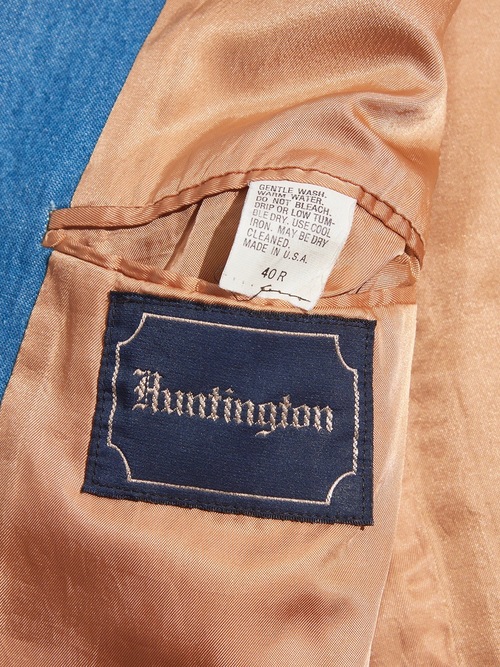 GENTLE WASH.
WARM WATER.
DO NOT BLEACH.
DRIP OR LOW TUM-
BLE DRY. USE COOL
IRON. MAY BE DRY
CLEANED.
MADE IN U.S.A.
40 R
Huntington